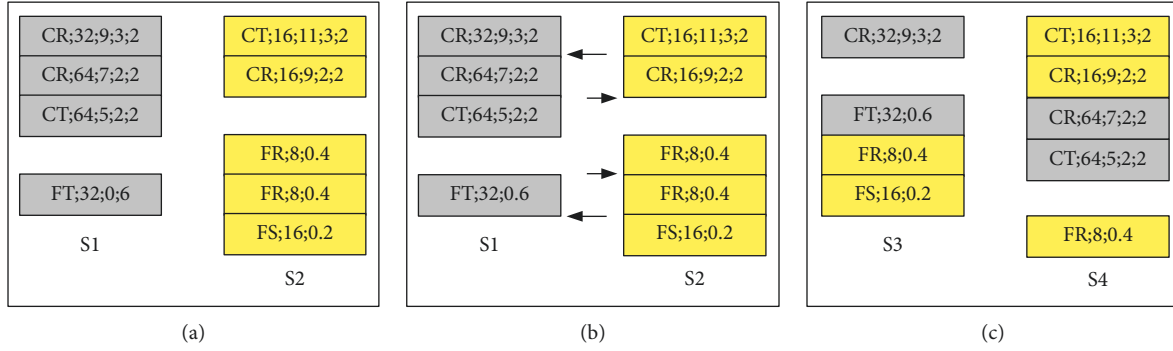 CR;32;9;3;2
CR;64;7;2;2
CT;64;5;2;2
FT;32;0;6
S1
CT;16;11;3;2
CR;16;9;2;2
FR;8;0.4
FR;8;0.4
FS;16;0.2
S2
(a)
CR;32;9;3;2
CR;64;7;2;2
CT;64;5;2;2
FT;32;0.6
S1
CT;16;11;3;2
CR;16;9;2;2
FR;8;0.4
FR;8;0.4
FS;16;0.2
S2
(b)
CR;32;9;3;2
FT;32;0.6
FR;8;0.4
FS;16;0.2
S3
CT;16;11;3;2
CR;16;9;2;2
CR;64;7;2;2
CT;64;5;2;2
FR;8;0.4
S4
(c)